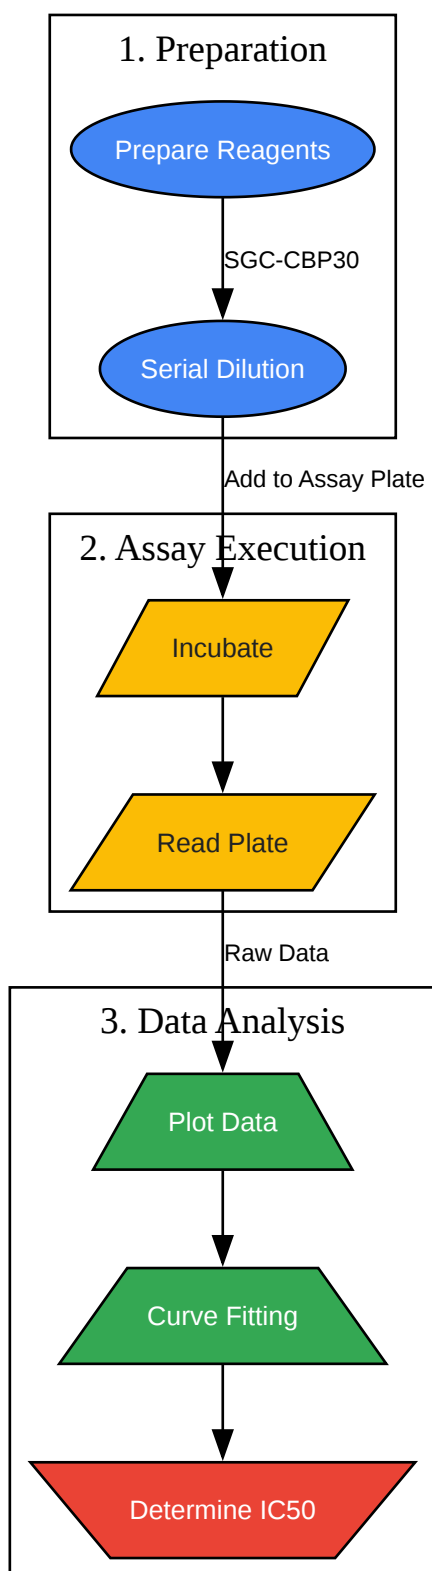 1. Preparation
Prepare Reagents
SGC-CBP30
Serial Dilution
Add to Assay Plate
2. Assay Execution
Incubate
Read Plate
Raw Data
3. Data Analysis
Plot Data
Curve Fitting
Determine IC50